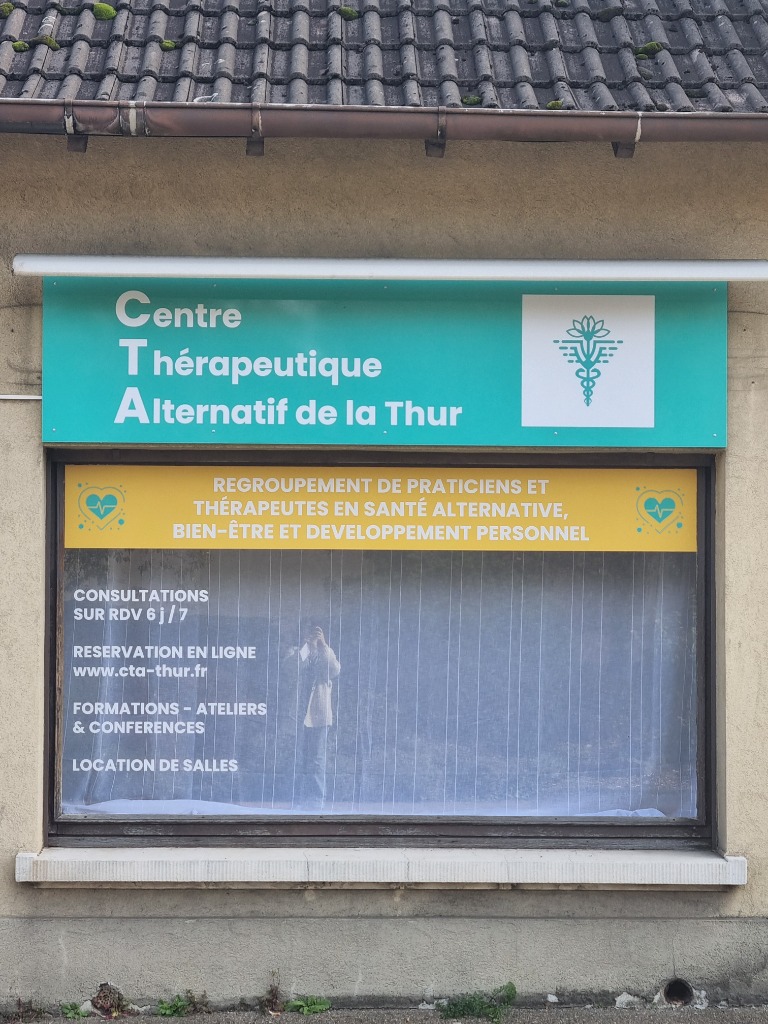 Centre
Thérapeutique
Alternatif de la Thur
REGROUPEMENT DE PRATICIENS ET
THÉRAPEUTES EN SANTÉ ALTERNATIVE,
BIEN-ÊTRE ET DEVELOPPEMENT PERSONNEL
CONSULTATIONS
SUR RDV 6 j / 7
RESERVATION EN LIGNE
www.cta-thur.fr
FORMATIONS - ATELIERS
& CONFERENCES
LOCATION DE SALLES